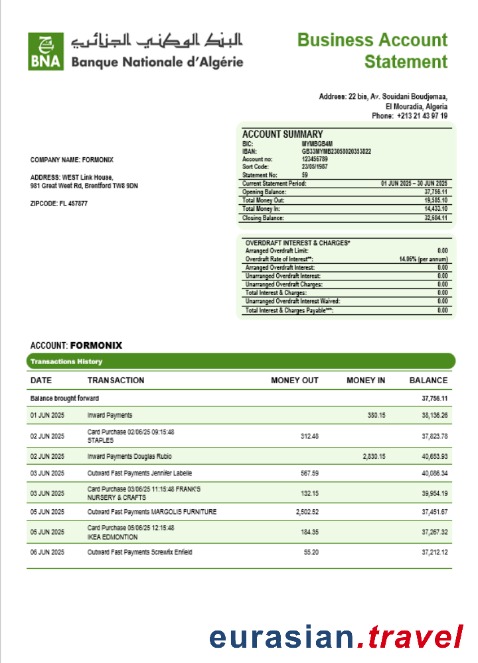 البنك الوطني الجزائري
BNA
Banque Nationale d'Algérie
Business Account
Statement
Address: 22 bis, Av. Souidani Boudjemaa,
El Mouradia, Algeria
Phone: +213 21 43 97 19
COMPANY NAME: FORMONIX
ADDRESS: WEST Link House,
981 Great West Rd, Brentford TW8 9DN
ZIPCODE: FL 457877
ACCOUNT SUMMARY
BIC: MYMBGB4M
IBAN:
Account no: 123456789
Sort Code: 23/05/1987
Statement No: 59
Current Statement Period: 01 JUN 2025 – 30 JUN 2025
Opening Balance: 37,756.11
Total Money Out: 19,585.10
Total Money In: 14,433.10
Closing Balance: 32,604.11
OVERDRAFT INTEREST & CHARGES*
Arranged Overdraft Limit: 0.00
Overdraft Rate of Interest**: 14.06% (per annum)
Arranged Overdraft Interest: 0.00
Unarranged Overdraft Interest: 0.00
Unarranged Overdraft Charges: 0.00
Total Interest & Charges: 0.00
Unarranged Overdraft Interest Waived: 0.00
Total Interest & Charges Payable***: 0.00
ACCOUNT: FORMONIX
Transactions History
DATE TRANSACTION MONEY OUT MONEY IN BALANCE
Balance brought forward 37,756.11
01 JUN 2025 Inward Payments 380.15 38,136.26
02 JUN 2025 Card Purchase 02/06/25 09:15:48 312.48 37,823.78
STAPLES
02 JUN 2025 Inward Payments Douglas Rubio 2,830.15 40,653.93
03 JUN 2025 Outward Fast Payments Jennifer Labelle 567.59 40,086.34
03 JUN 2025 Card Purchase 03/06/25 11:15:48 FRANK'S 132.15 39,954.19
NURSERY & CRAFTS
05 JUN 2025 Outward Fast Payments MARGOLIS FURNITURE 2,502.52 37,451.67
05 JUN 2025 Card Purchase 05/06/25 12:15:48 184.35 37,267.32
IKEA EDMONTION
06 JUN 2025 Outward Fast Payments Screwfix Enfield 55.20 37,212.12
eurasian.travel